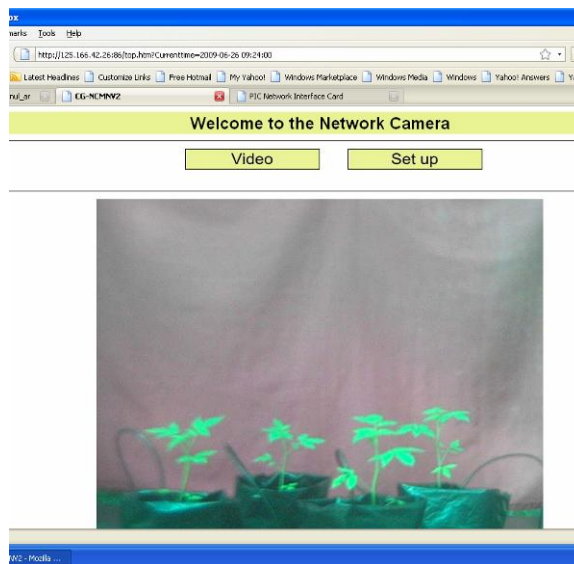 ox
marks Tools Help
http://125.166.42.26:86/top.htm?Currenttime=2009-06-26 09:24:00
Latest Headlines Customize Links Free Hotmail My Yahoo! Windows Marketplace Windows Media Windows Yahoo! Answers Y
nul_ar CG-NCMNV2 PIC Network Interface Card
Welcome to the Network Camera
Video Set up
NV2 - Mozilla ...